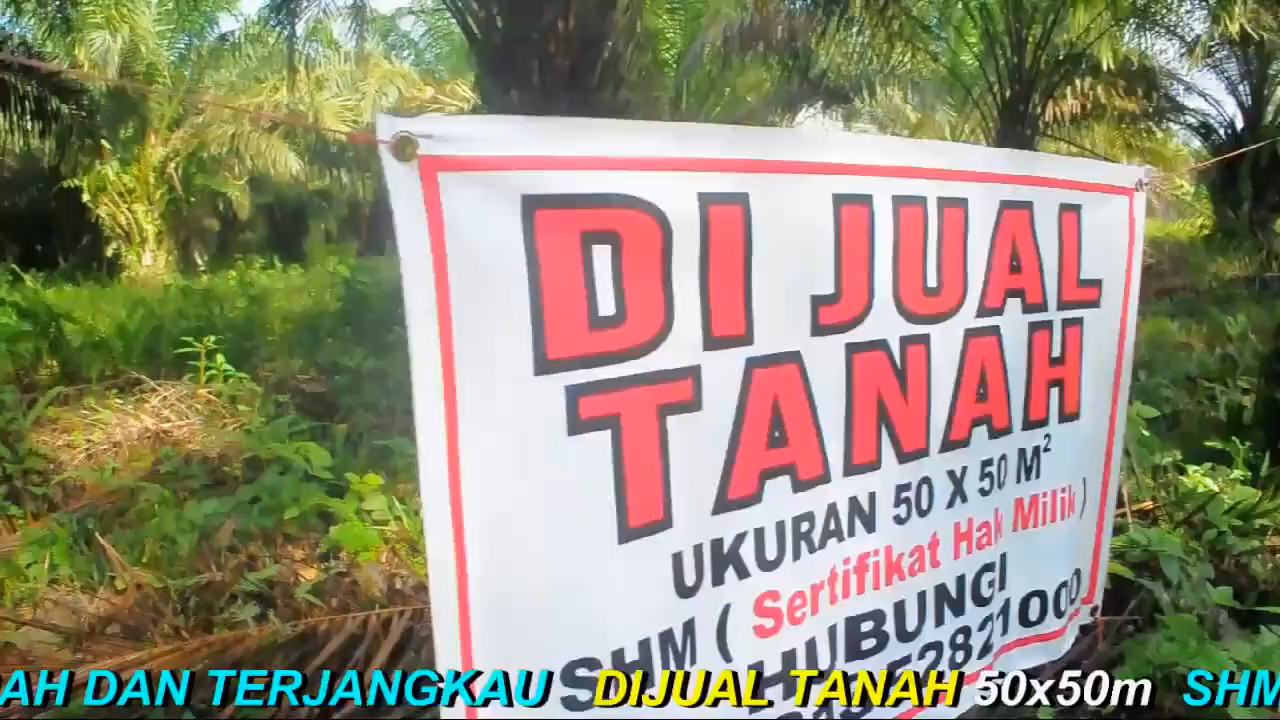 DI JUAL
TANAH
UKURAN 50 X 50 M²
SHM ( Sertifikat Hak Milik )
HUBUNGI
AH DAN TERJANGKAU DIJUAL TANAH 50x50m SHM